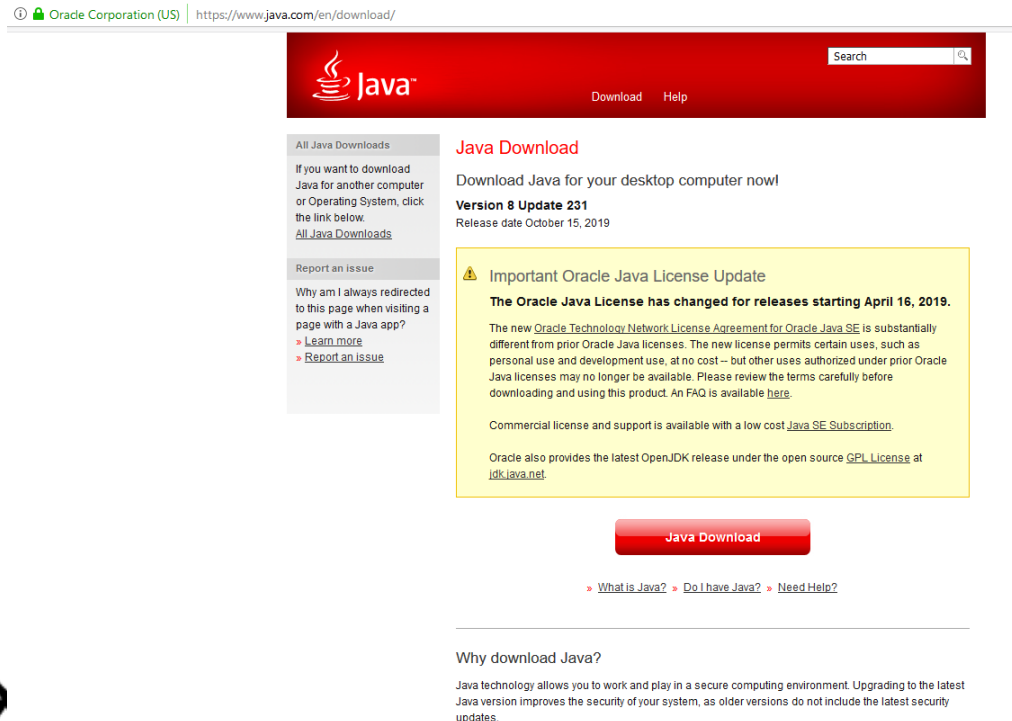 Oracle Corporation (US) https://www.java.com/en/download/
Search
Java™
Download Help
All Java Downloads
If you want to download
Java for another computer
or Operating System, click
the link below.
All Java Downloads
Report an issue
Why am I always redirected
to this page when visiting a
page with a Java app?
» Learn more
» Report an issue
Java Download
Download Java for your desktop computer now!
Version 8 Update 231
Release date October 15, 2019
Important Oracle Java License Update
The Oracle Java License has changed for releases starting April 16, 2019.
The new Oracle Technology Network License Agreement for Oracle Java SE is substantially
different from prior Oracle Java licenses. The new license permits certain uses, such as
personal use and development use, at no cost -- but other uses authorized under prior Oracle
Java licenses may no longer be available. Please review the terms carefully before
downloading and using this product. An FAQ is available here.
Commercial license and support is available with a low cost Java SE Subscription.
Oracle also provides the latest OpenJDK release under the open source GPL License at
jdk.java.net.
Java Download
» What is Java? » Do I have Java? » Need Help?
Why download Java?
Java technology allows you to work and play in a secure computing environment. Upgrading to the latest
Java version improves the security of your system, as older versions do not include the latest security
updates.